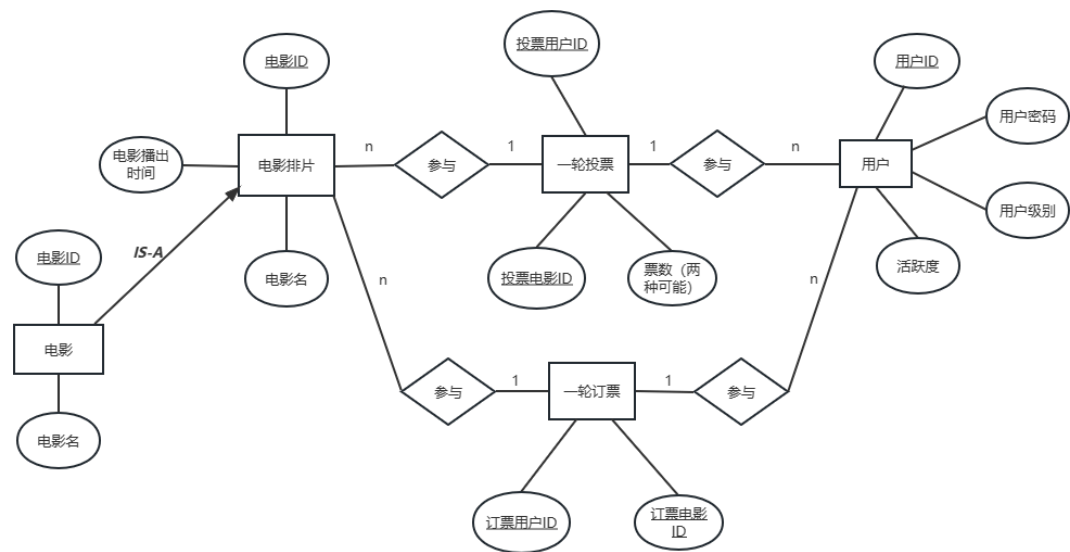 投票用户ID
电影ID
用户ID
用户密码
电影播出
时间
电影排片
n
参与
1
一轮投票
1
参与
n
用户
用户级别
IS-A
电影ID
电影名
投票电影ID
票数（两
种可能）
活跃度
n
n
电影
参与
1
一轮订票
1
参与
电影名
订票用户ID
订票电影
ID